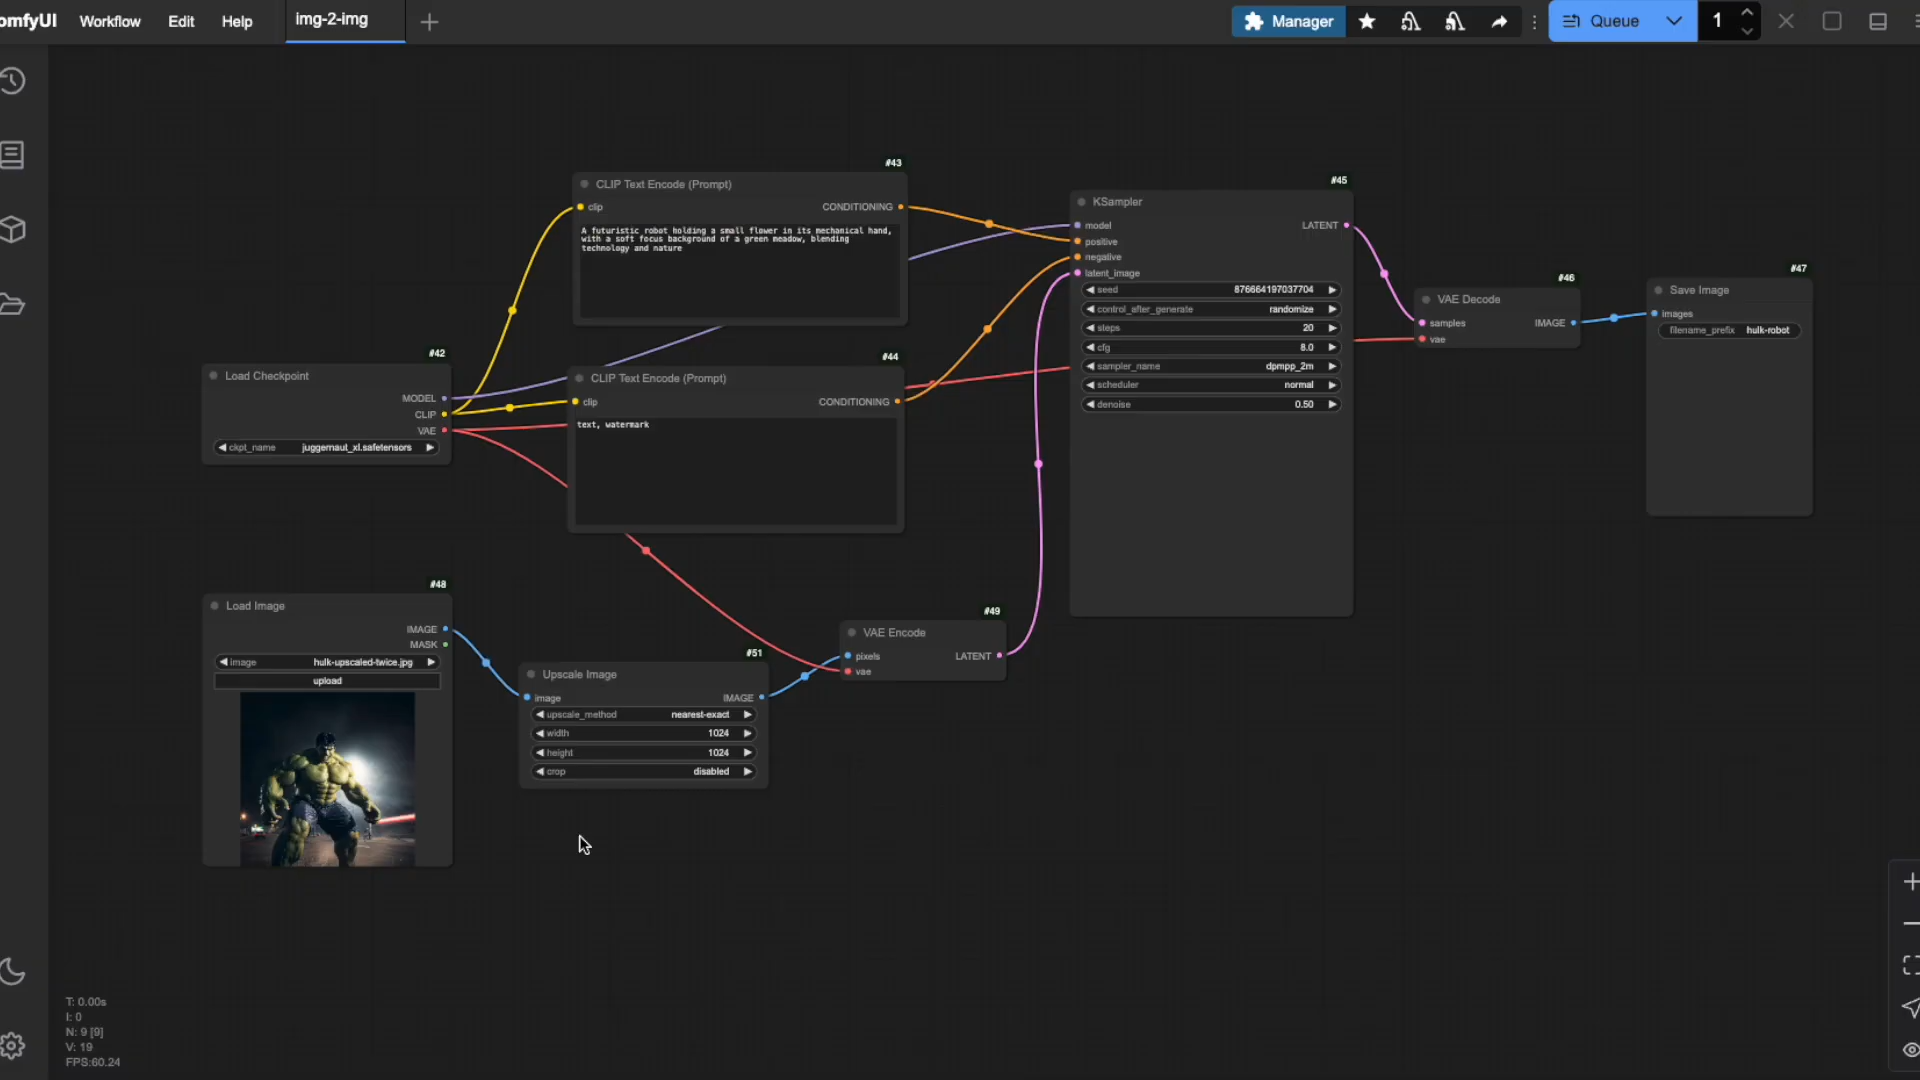 omfyUI Workflow Edit Help img-2-img Manager Queue 1
#43
CLIP Text Encode (Prompt)
clip CONDITIONING
A futuristic robot holding a small flower in its mechanical hand,
with a soft focus background of a green meadow, blending
technology and nature
#45
KSampler
model LATENT
positive
negative
latent_image
seed 876664197037704
control_after_generate randomize
steps 20
cfg 8.0
sampler_name dpmpp_2m
scheduler normal
denoise 0.50
#46
VAE Decode
samples IMAGE
vae
#47
Save Image
images
filename_prefix hulk-robot
#42
Load Checkpoint
MODEL
CLIP
VAE
ckpt_name juggernaut_xl.safetensors
#44
CLIP Text Encode (Prompt)
clip CONDITIONING
text, watermark
#48
Load Image
IMAGE
MASK
image hulk-upscaled-twice.jpg
upload
#51
Upscale Image
image IMAGE
upscale_method nearest-exact
width 1024
height 1024
crop disabled
#49
VAE Encode
pixels LATENT
vae
T: 0.00s
I: 0
N: 9 [9]
V: 19
FPS:60.24